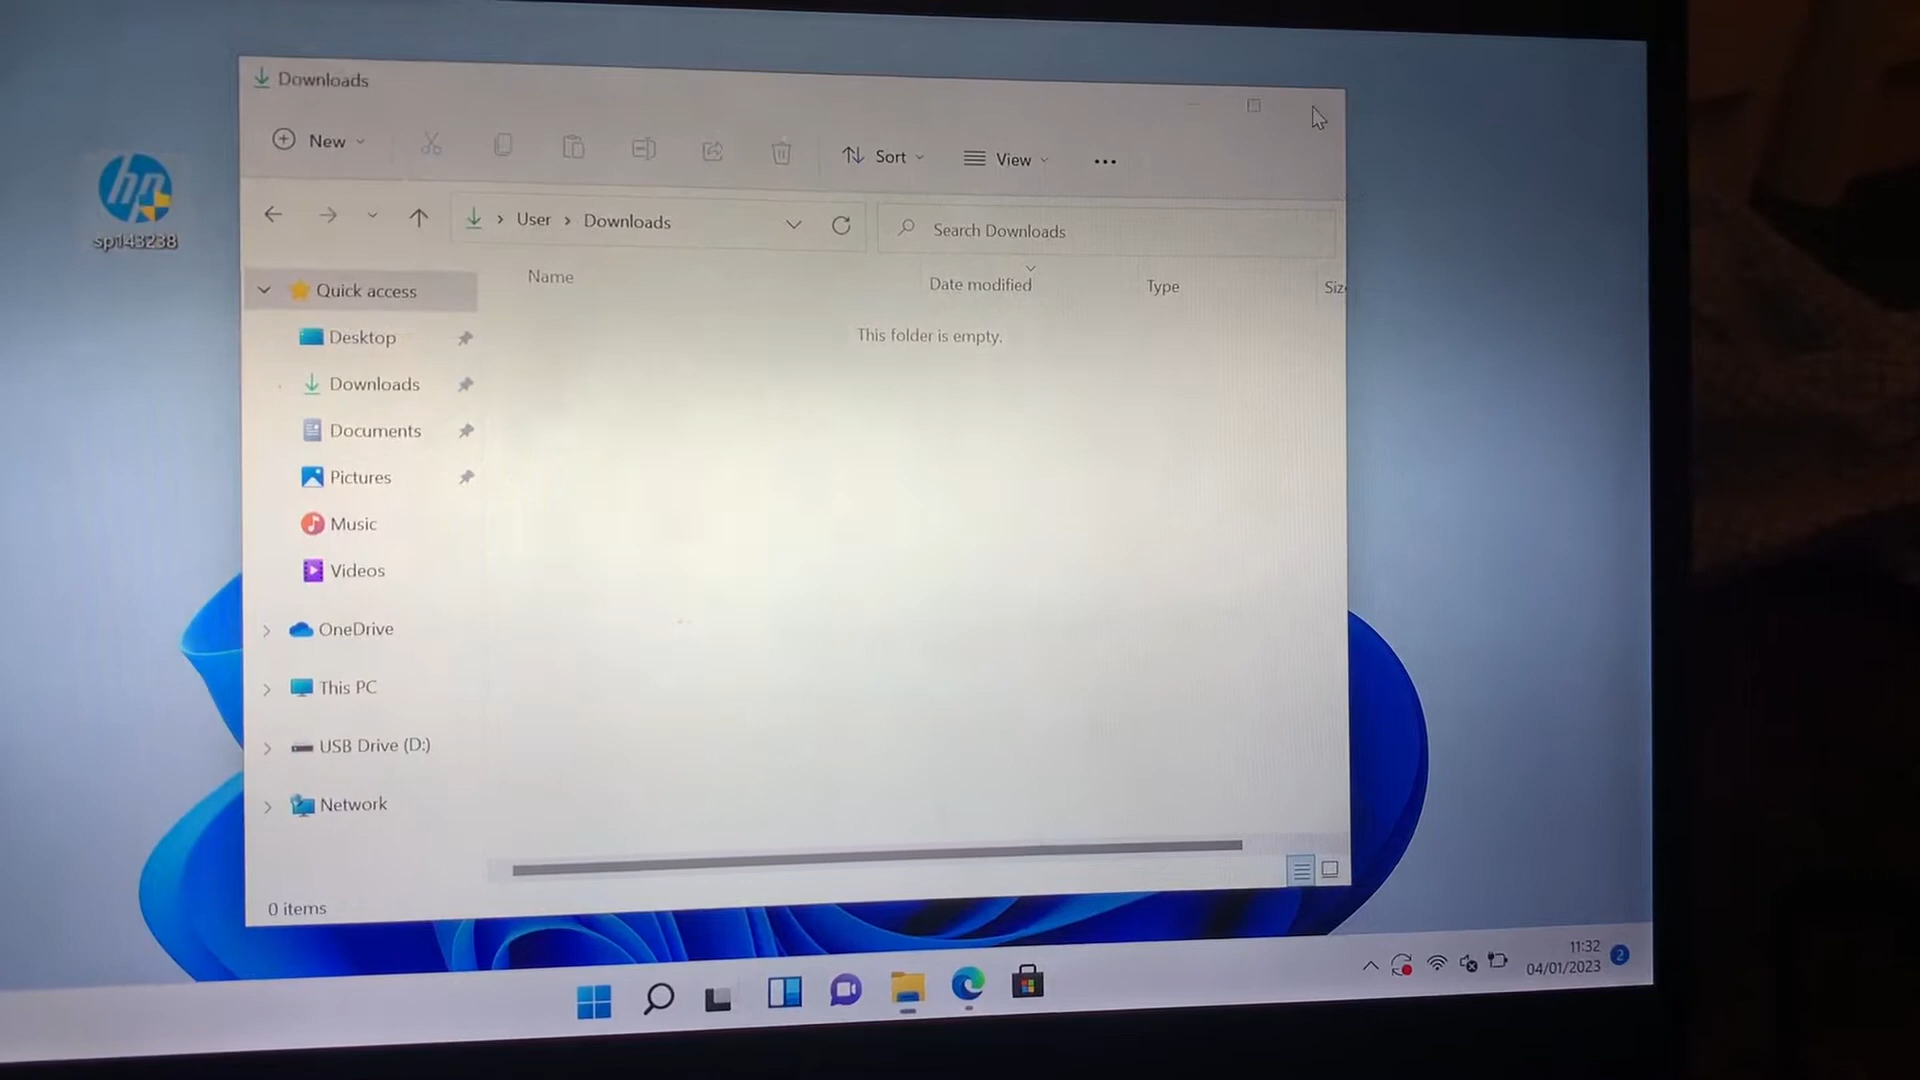 Downloads
New
Sort
View
hp
sp143238
User > Downloads
Search Downloads
Name
Date modified
Type
Siz
This folder is empty.
Quick access
Desktop
Downloads
Documents
Pictures
Music
Videos
OneDrive
This PC
USB Drive (D:)
Network
0 items
11:32
04/01/2023
2